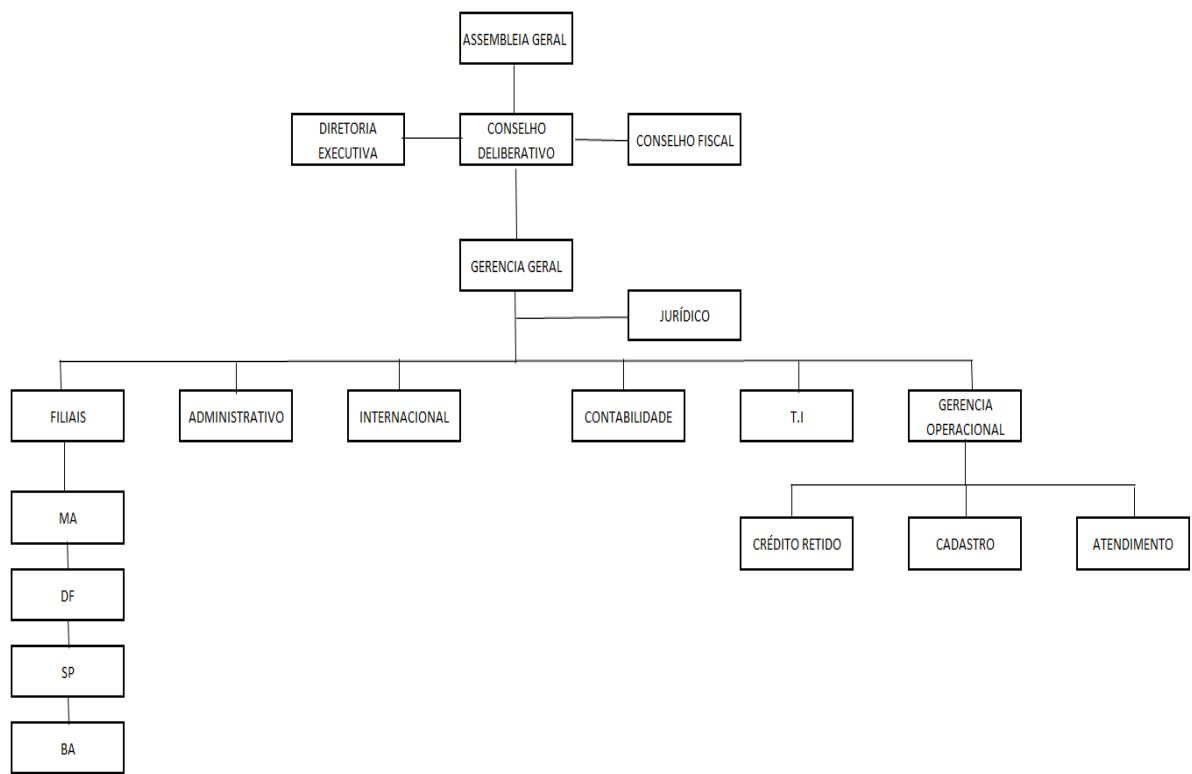 ASSEMBLEIA GERAL
DIRETORIA
EXECUTIVA
CONSELHO
DELIBERATIVO
CONSELHO FISCAL
GERENCIA GERAL
JURÍDICO
FILIAIS
ADMINISTRATIVO
INTERNACIONAL
CONTABILIDADE
T.I
GERENCIA
OPERACIONAL
MA
DF
SP
BA
CRÉDITO RETIDO
CADASTRO
ATENDIMENTO